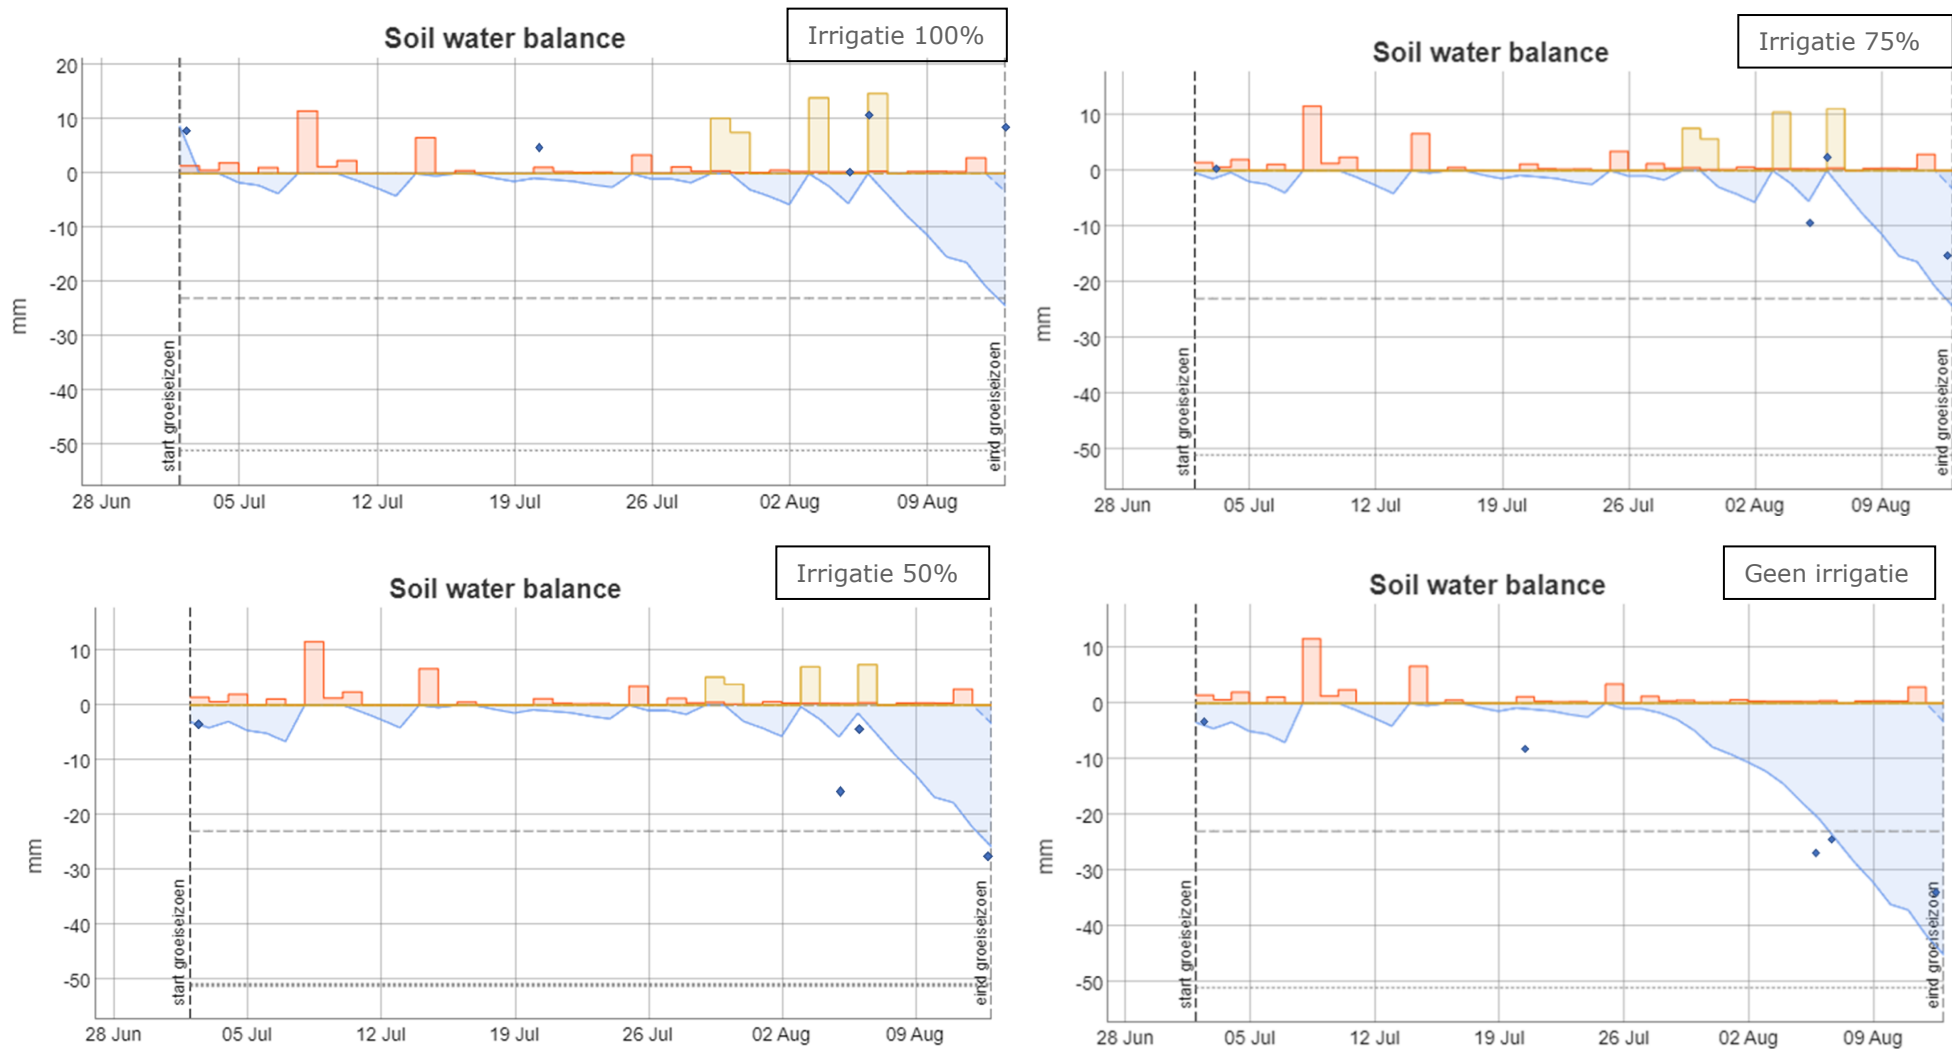 Soil water balance
Irrigatie 100%
20
10
0
-10
-20
-30
-40
-50
mm
start groeiseizoen
eind groeiseizoen
28 Jun
05 Jul
12 Jul
19 Jul
26 Jul
02 Aug
09 Aug
Soil water balance
Irrigatie 75%
10
0
-10
-20
-30
-40
-50
mm
start groeiseizoen
eind groeiseizoen
28 Jun
05 Jul
12 Jul
19 Jul
26 Jul
02 Aug
09 Aug
Soil water balance
Irrigatie 50%
10
0
-10
-20
-30
-40
-50
mm
start groeiseizoen
eind groeiseizoen
28 Jun
05 Jul
12 Jul
19 Jul
26 Jul
02 Aug
09 Aug
Soil water balance
Geen irrigatie
10
0
-10
-20
-30
-40
-50
mm
start groeiseizoen
eind groeiseizoen
28 Jun
05 Jul
12 Jul
19 Jul
26 Jul
02 Aug
09 Aug